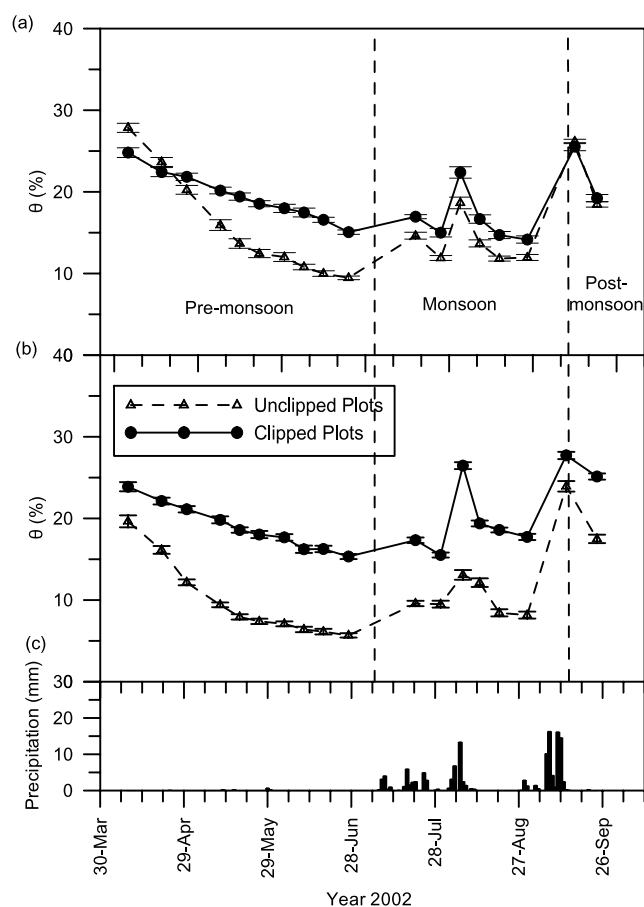 (a)
40
30
20
10
0
θ (%)
Pre-monsoon
Monsoon
Post-
monsoon
(b)
40
30
20
10
0
θ (%)
Unclipped Plots
Clipped Plots
(c)
30
20
10
0
Precipitation (mm)
30-Mar
29-Apr
29-May
28-Jun
28-Jul
27-Aug
26-Sep
Year 2002